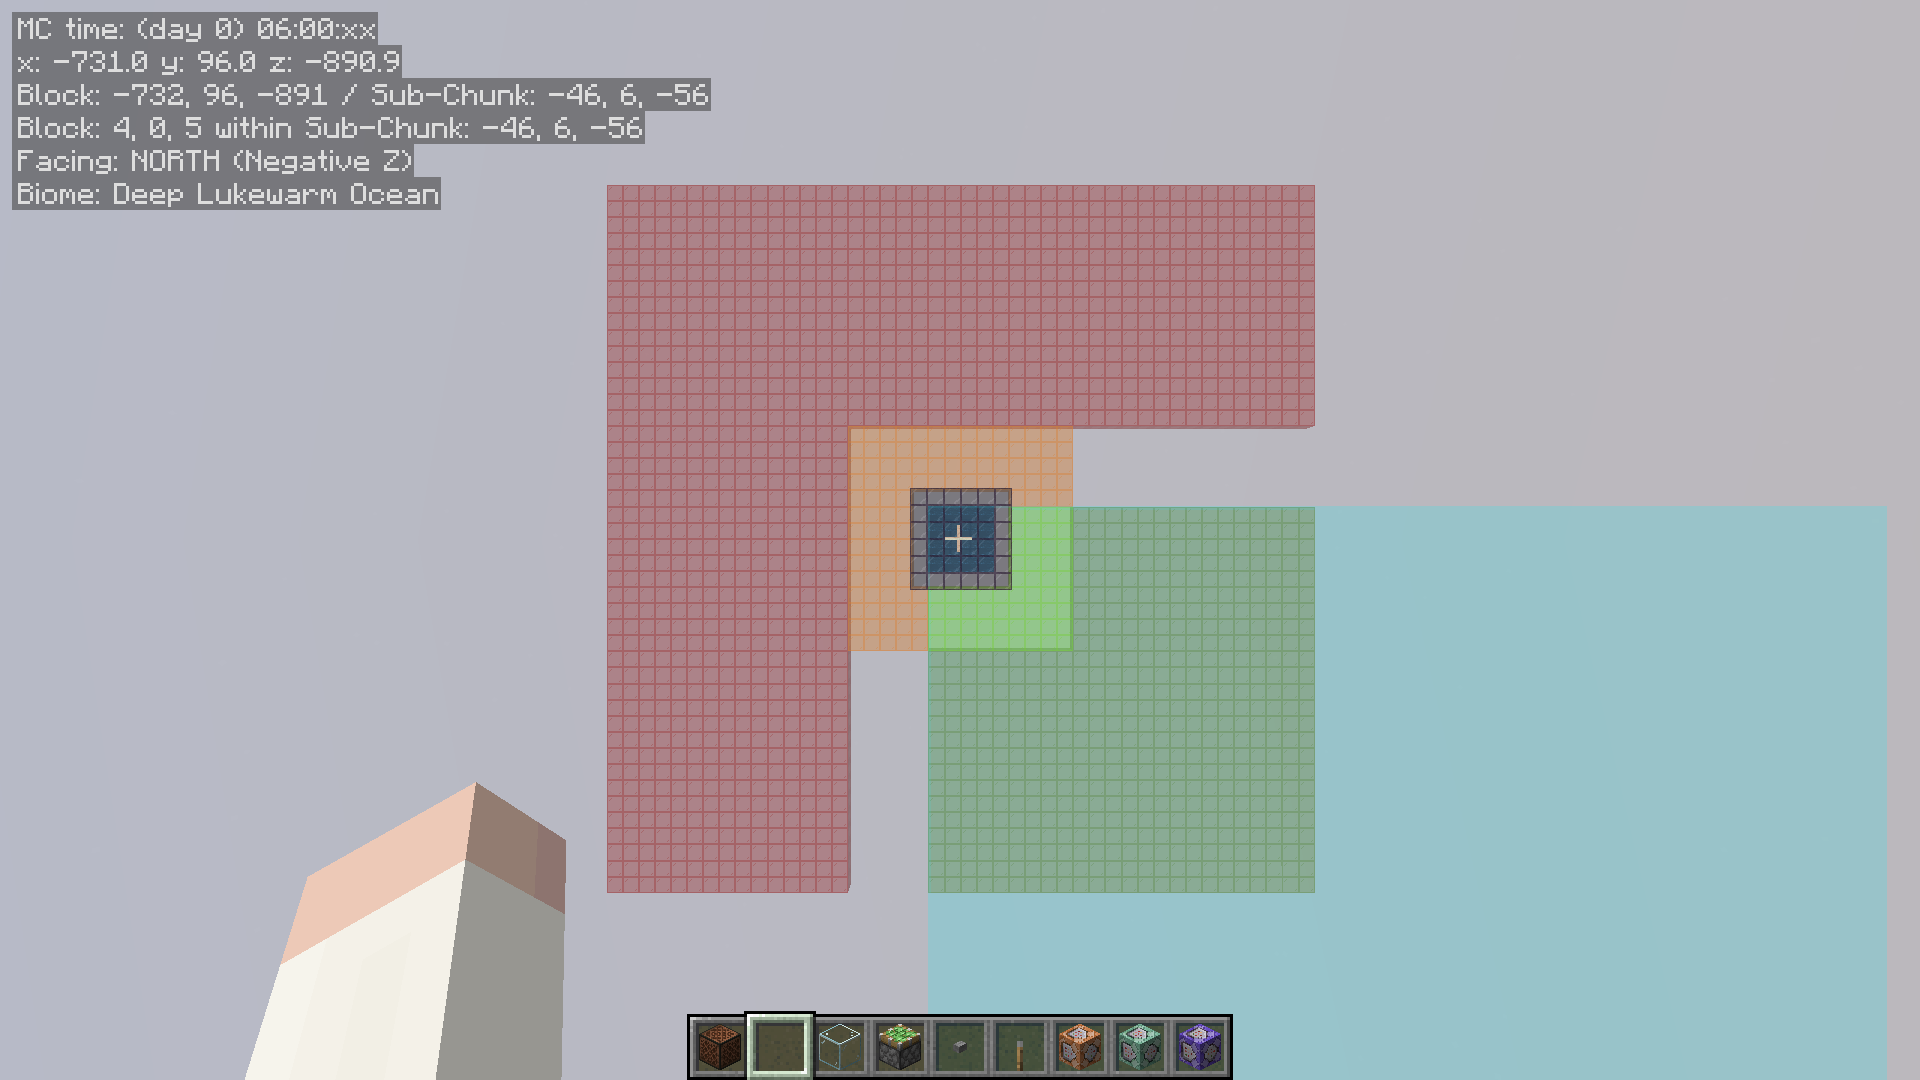 MC time: (day 0) 06:00:xx
x: -731.0 y: 96.0 z: -890.9
Block: -732, 96, -891 / Sub-Chunk: -46, 6, -56
Block: 4, 0, 5 within Sub-Chunk: -46, 6, -56
Facing: NORTH (Negative Z)
Biome: Deep Lukewarm Ocean